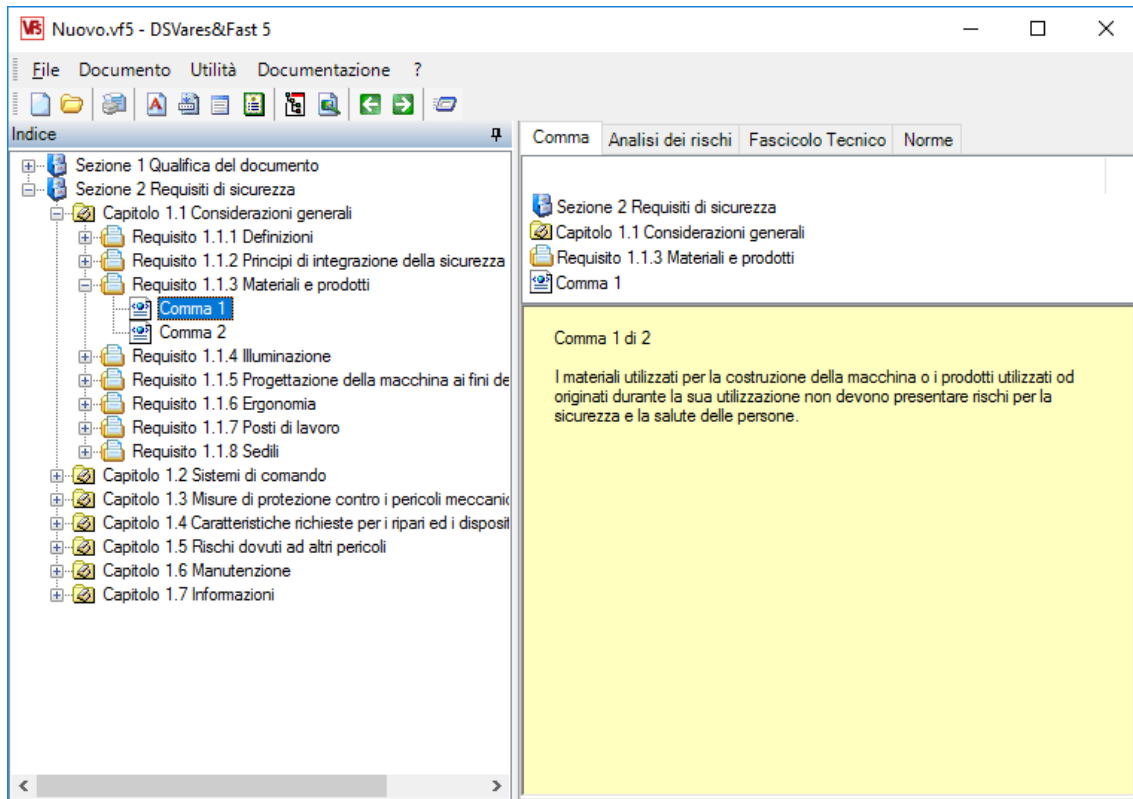 Nuovo.vf5 - DSVares&Fast 5
File Documento Utilità Documentazione ?
Indice
Sezione 1 Qualifica del documento
Sezione 2 Requisiti di sicurezza
Capitolo 1.1 Considerazioni generali
Requisito 1.1.1 Definizioni
Requisito 1.1.2 Principi di integrazione della sicurezza
Requisito 1.1.3 Materiali e prodotti
Comma 1
Comma 2
Requisito 1.1.4 Illuminazione
Requisito 1.1.5 Progettazione della macchina ai fini de
Requisito 1.1.6 Ergonomia
Requisito 1.1.7 Posti di lavoro
Requisito 1.1.8 Sedili
Capitolo 1.2 Sistemi di comando
Capitolo 1.3 Misure di protezione contro i pericoli meccanic
Capitolo 1.4 Caratteristiche richieste per i ripari ed i disposit
Capitolo 1.5 Rischi dovuti ad altri pericoli
Capitolo 1.6 Manutenzione
Capitolo 1.7 Informazioni
Comma Analisi dei rischi Fascicolo Tecnico Norme
Sezione 2 Requisiti di sicurezza
Capitolo 1.1 Considerazioni generali
Requisito 1.1.3 Materiali e prodotti
Comma 1
Comma 1 di 2
I materiali utilizzati per la costruzione della macchina o i prodotti utilizzati od
originati durante la sua utilizzazione non devono presentare rischi per la
sicurezza e la salute delle persone.